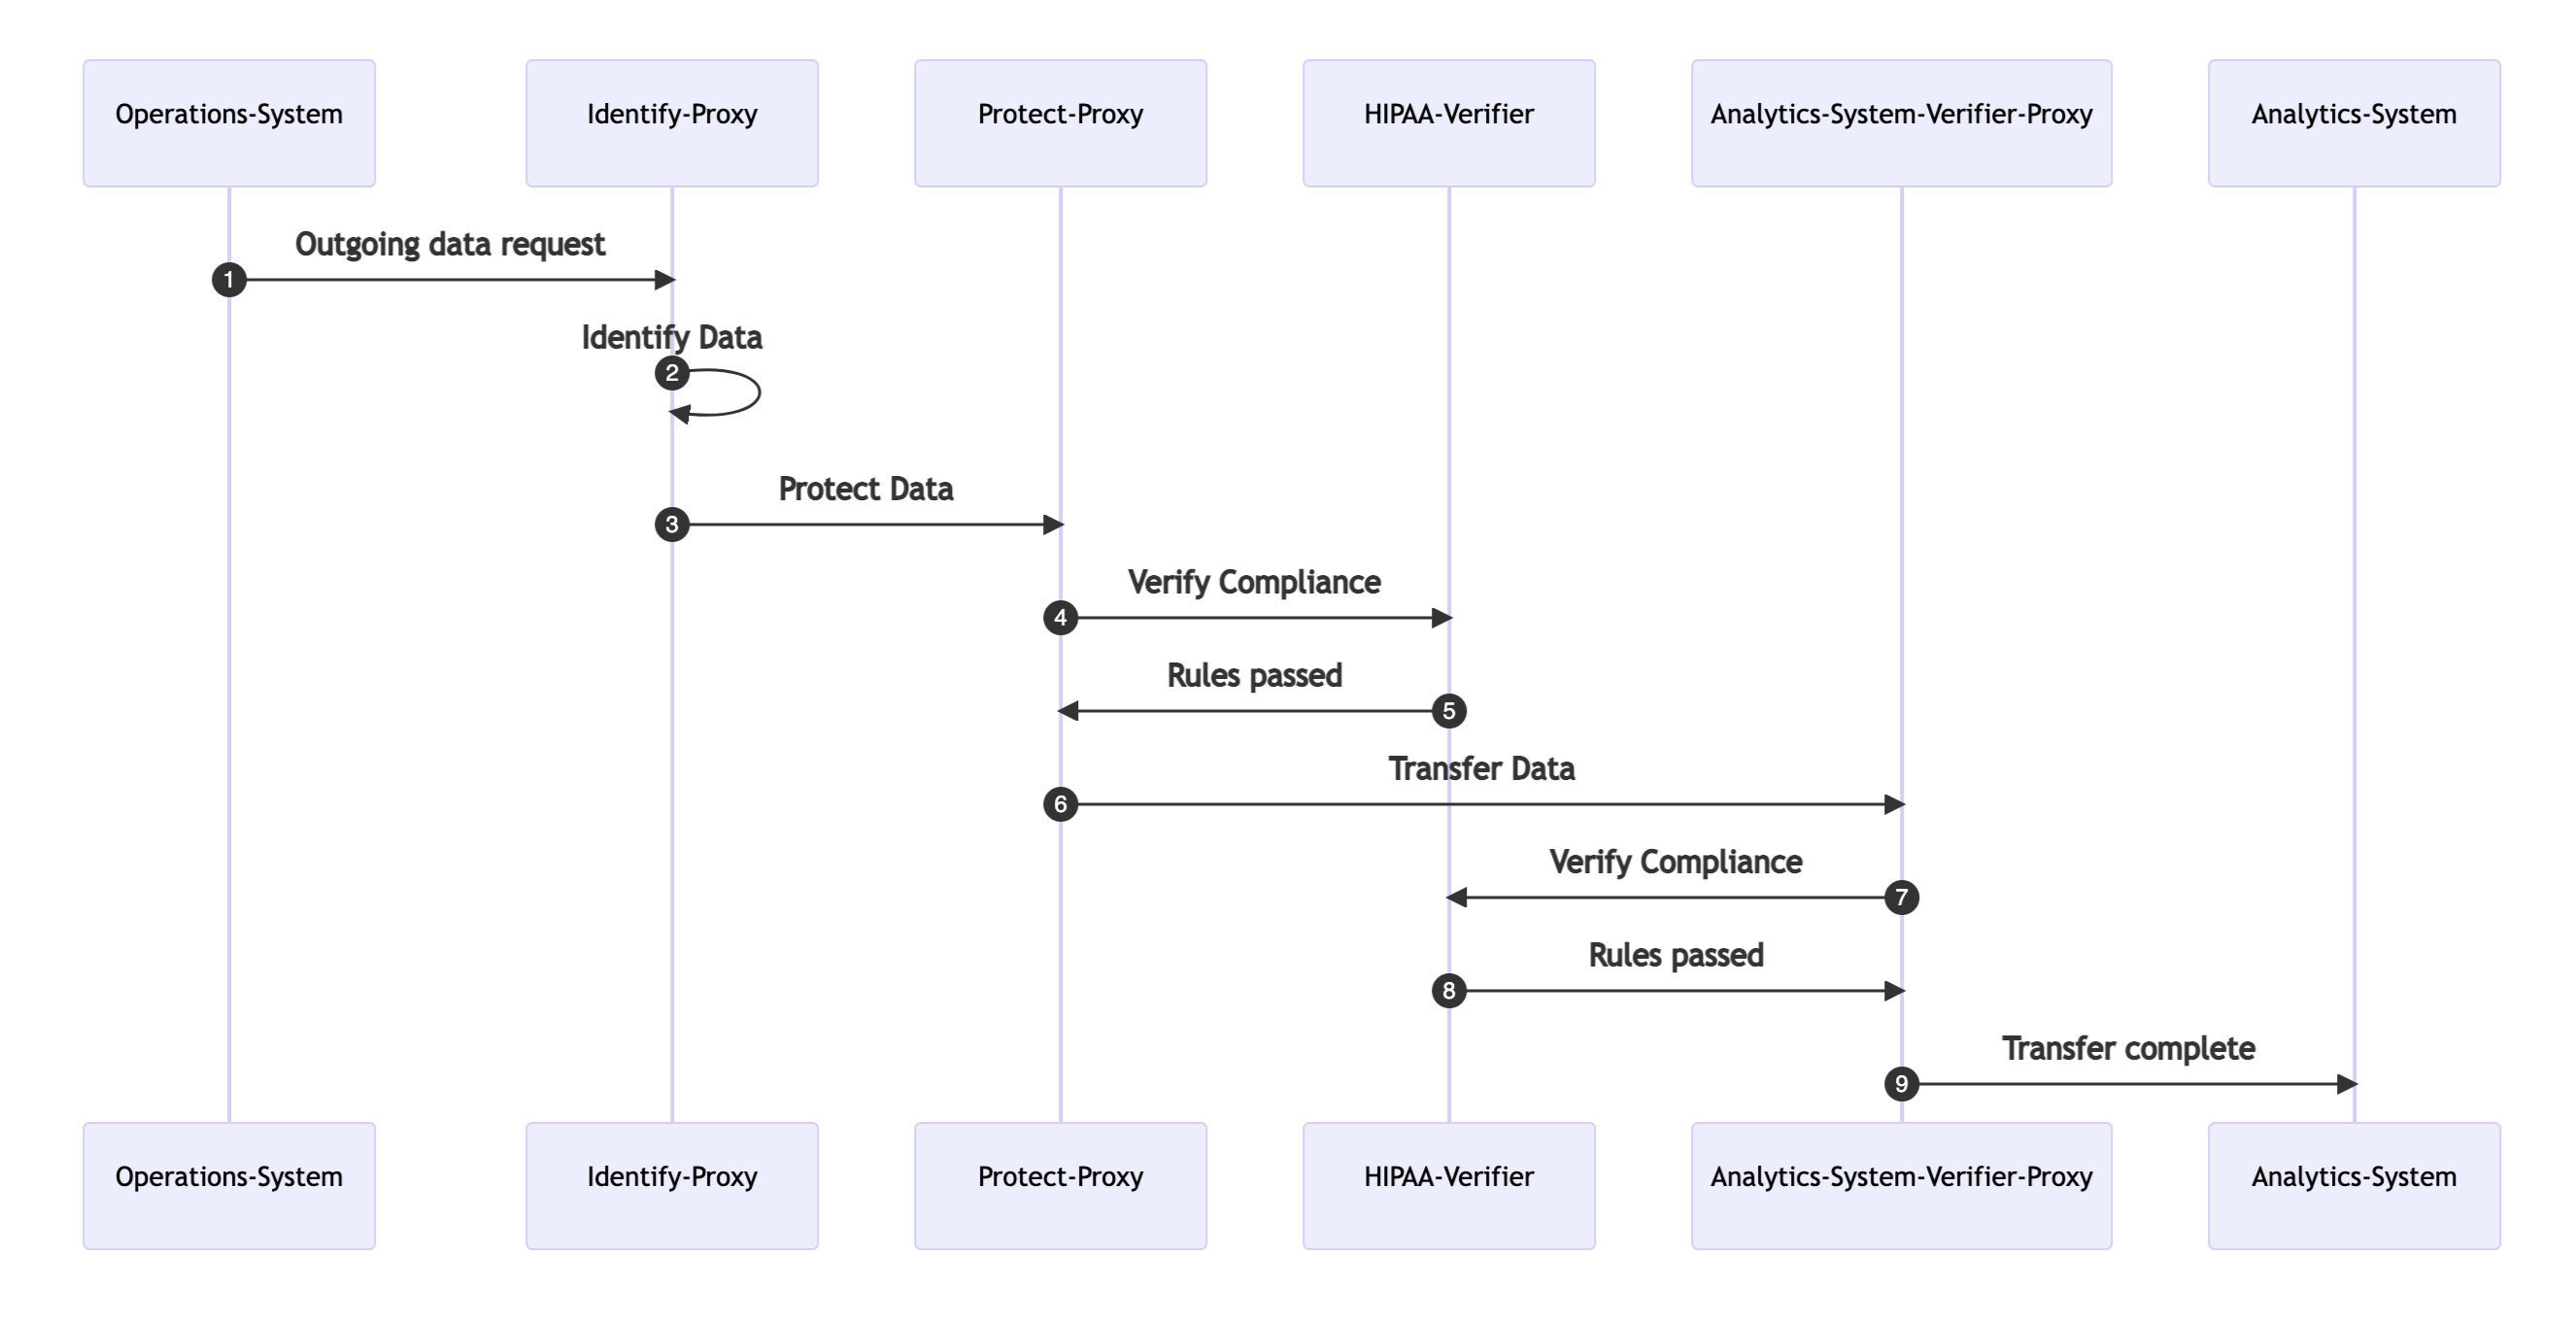 Operations-System
Identify-Proxy
Protect-Proxy
HIPAA-Verifier
Analytics-System-Verifier-Proxy
Analytics-System
Outgoing data request
1
Identify Data
2
Protect Data
3
Verify Compliance
4
Rules passed
5
Transfer Data
6
Verify Compliance
7
Rules passed
8
Transfer complete
9
Operations-System
Identify-Proxy
Protect-Proxy
HIPAA-Verifier
Analytics-System-Verifier-Proxy
Analytics-System